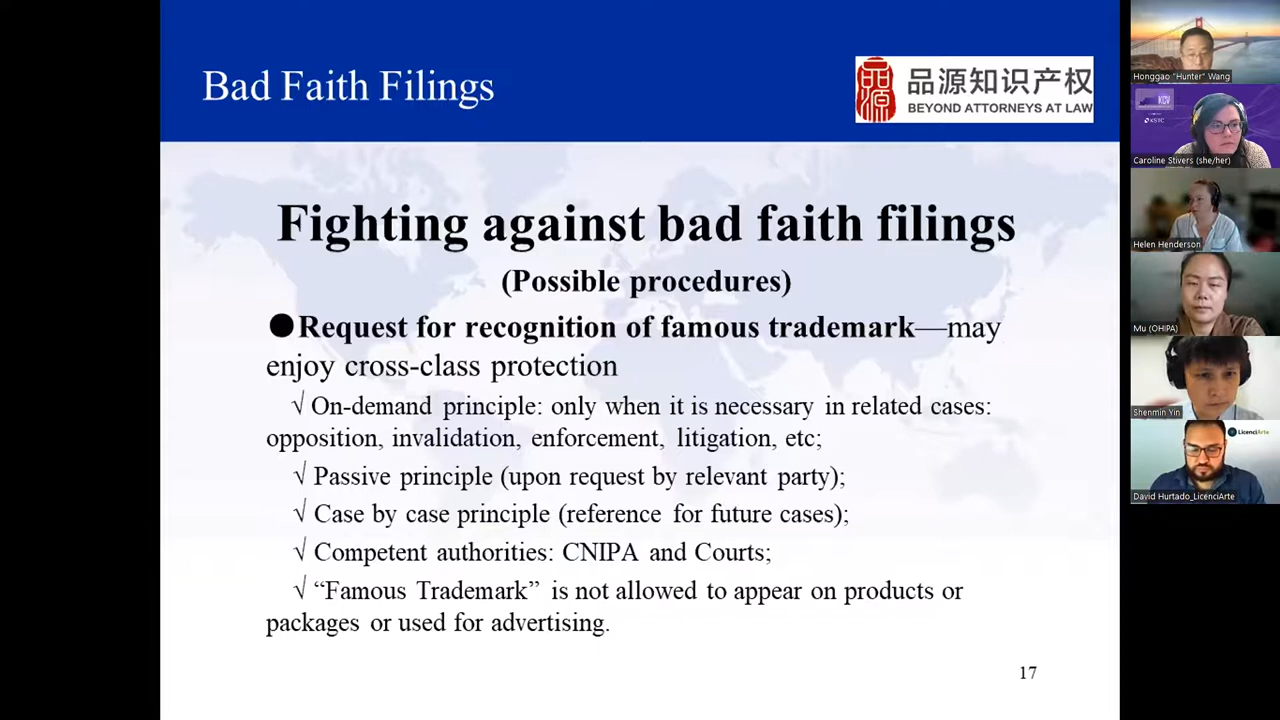 Bad Faith Filings
品源知识产权
BEYOND ATTORNEYS AT LAW
Fighting against bad faith filings
(Possible procedures)
●Request for recognition of famous trademark—may
enjoy cross-class protection
√ On-demand principle: only when it is necessary in related cases:
opposition, invalidation, enforcement, litigation, etc;
√ Passive principle (upon request by relevant party);
√ Case by case principle (reference for future cases);
√ Competent authorities: CNIPA and Courts;
√ “Famous Trademark” is not allowed to appear on products or
packages or used for advertising.
17
Honggao "Hunter" Wang
KCV
KSTC
Caroline Stivers (she/her)
Helen Henderson
Mu (OHIPA)
Shenmin Yin
LicenciArte
David Hurtado_LicenciArte